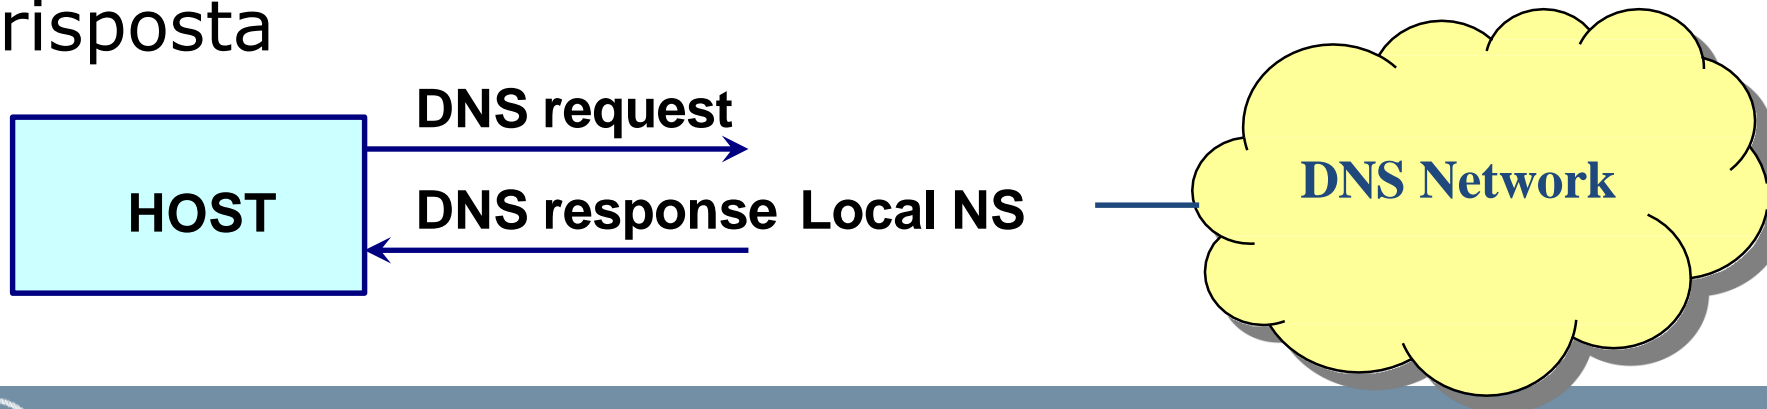 risposta
DNS request
HOST
DNS response
Local NS
DNS Network